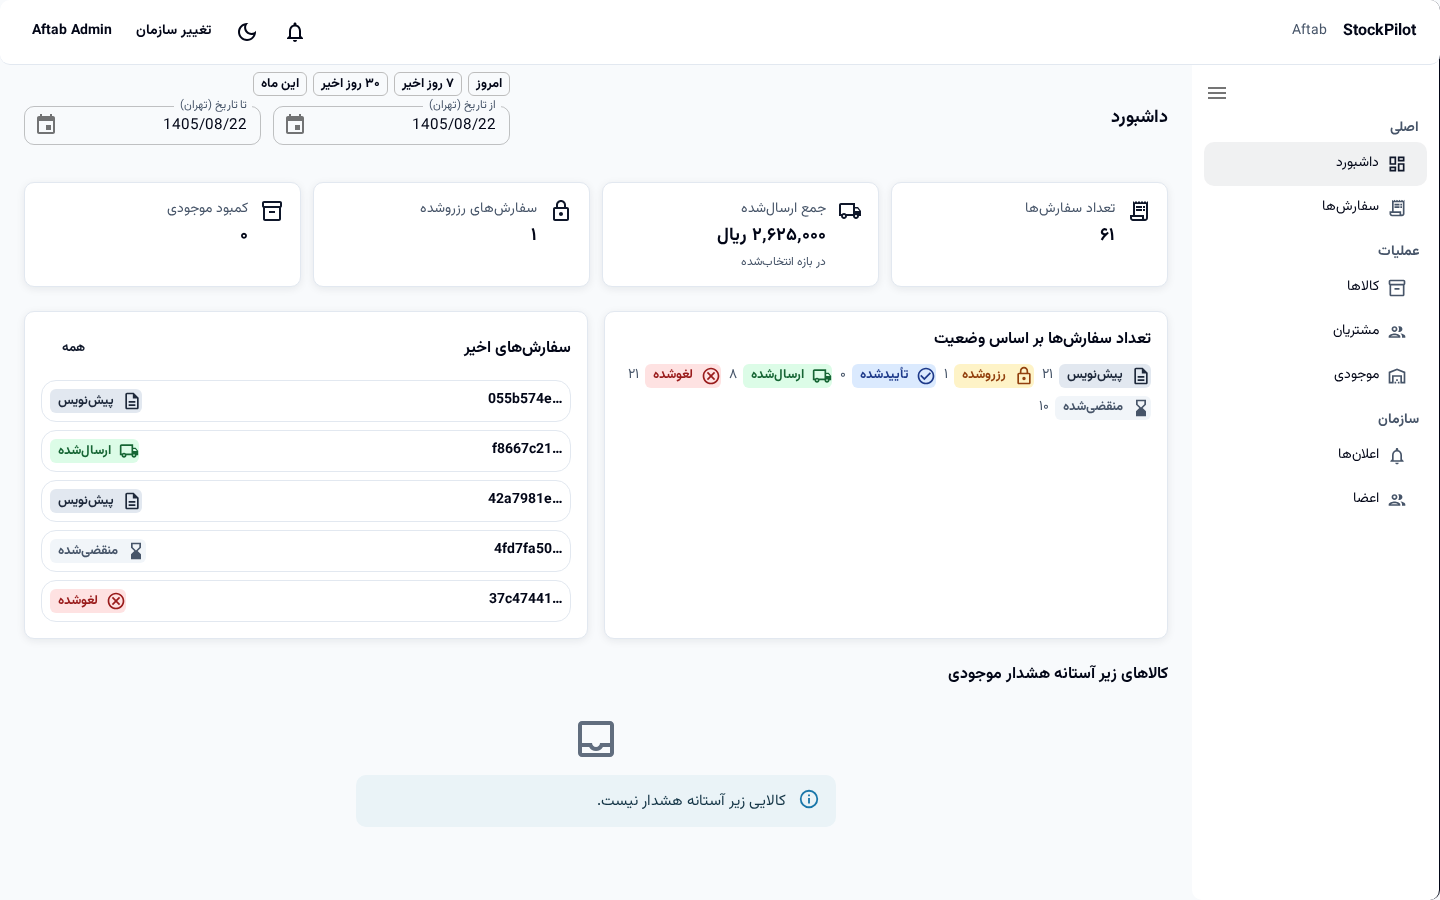 StockPilot Aftab
تغییر سازمان
Aftab Admin
اصلی
داشبورد
سفارش‌ها
عملیات
کالاها
مشتریان
موجودی
سازمان
اعلان‌ها
اعضا
داشبورد
امروز
۷ روز اخیر
۳۰ روز اخیر
این ماه
از تاریخ (تهران)
1405/08/22
تا تاریخ (تهران)
1405/08/22
تعداد سفارش‌ها
۶۱
جمع ارسال‌شده
۲,۶۲۵,۰۰۰ ریال
در بازه انتخاب‌شده
سفارش‌های رزروشده
۱
کمبود موجودی
۰
تعداد سفارش‌ها بر اساس وضعیت
پیش‌نویس ۲۱ رزروشده ۱ تأییدشده ۰ ارسال‌شده ۸ لغوشده ۲۱
منقضی‌شده ۱۰
سفارش‌های اخیر
همه
055b574e…
پیش‌نویس
f8667c21…
ارسال‌شده
42a7981e…
پیش‌نویس
4fd7fa50…
منقضی‌شده
37c47441…
لغوشده
کالاهای زیر آستانه هشدار موجودی
کالایی زیر آستانه هشدار نیست.